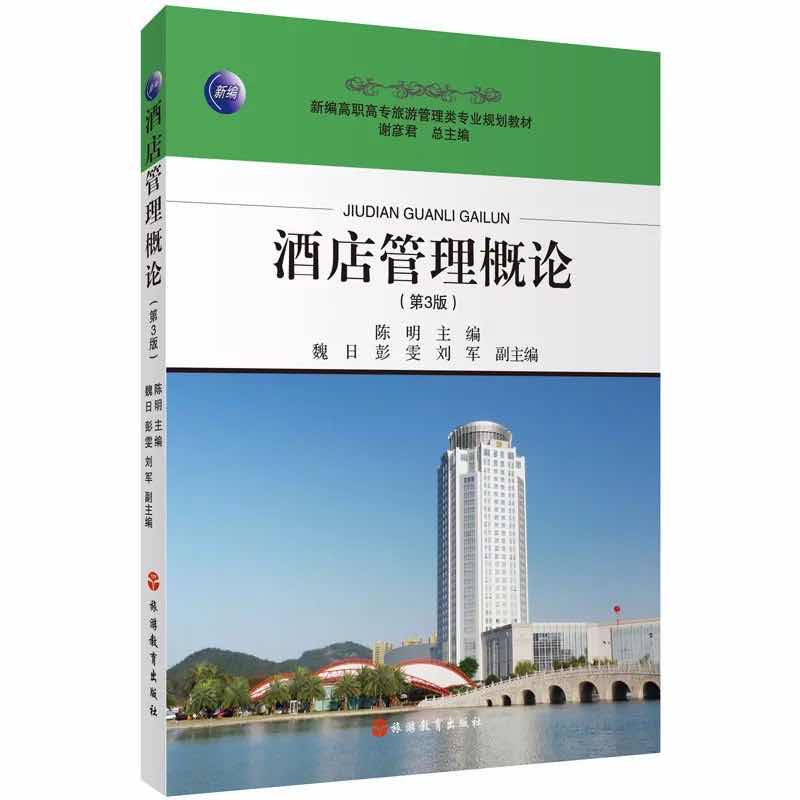 新编
新编高职高专旅游管理类专业规划教材
谢彦君 总主编
JIUDIAN GUANLI GAILUN
酒店管理概论
(第3版)
陈 明 主 编
魏 日 彭 雯 刘 军 副主编
旅游教育出版社
新编
酒店管理概论
(第3版)
陈 明 主 编
魏 日 彭 雯 刘 军 副主编
旅游教育出版社